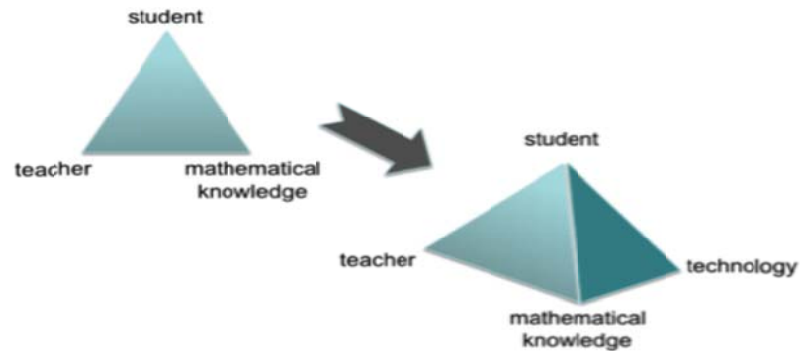 student
teacher
mathematical
knowledge
student
teacher
technology
mathematical
knowledge